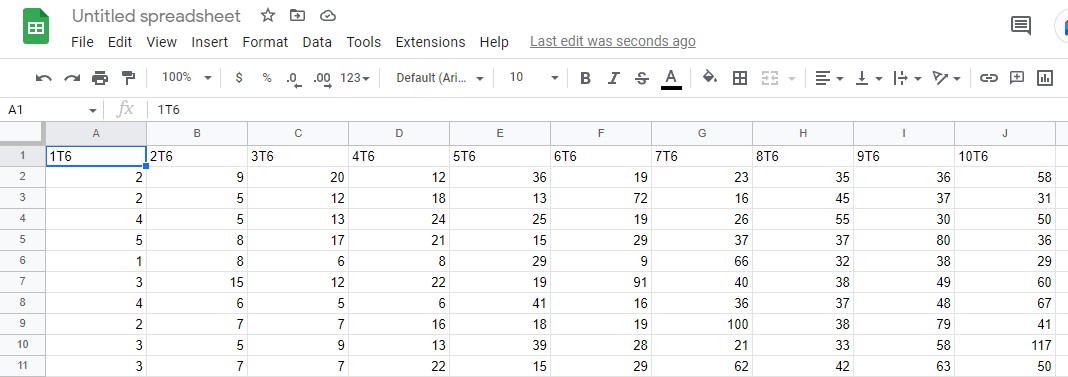 Untitled spreadsheet
File Edit View Insert Format Data Tools Extensions Help Last edit was seconds ago
100% $ % .0 .00 123 Default (Ari... 10 B I S A
A1 fx 1T6
A B C D E F G H I J
1 1T6 2T6 3T6 4T6 5T6 6T6 7T6 8T6 9T6 10T6
2 2 9 20 12 36 19 23 35 36 58
3 2 5 12 18 13 72 16 45 37 31
4 4 5 13 24 25 19 26 55 30 50
5 5 8 17 21 15 29 37 37 80 36
6 1 8 6 8 29 9 66 32 38 29
7 3 15 12 22 19 91 40 38 49 60
8 4 6 5 6 41 16 36 37 48 67
9 2 7 7 16 18 19 100 38 79 41
10 3 5 9 13 39 28 21 33 58 117
11 3 7 7 22 15 29 62 42 63 50